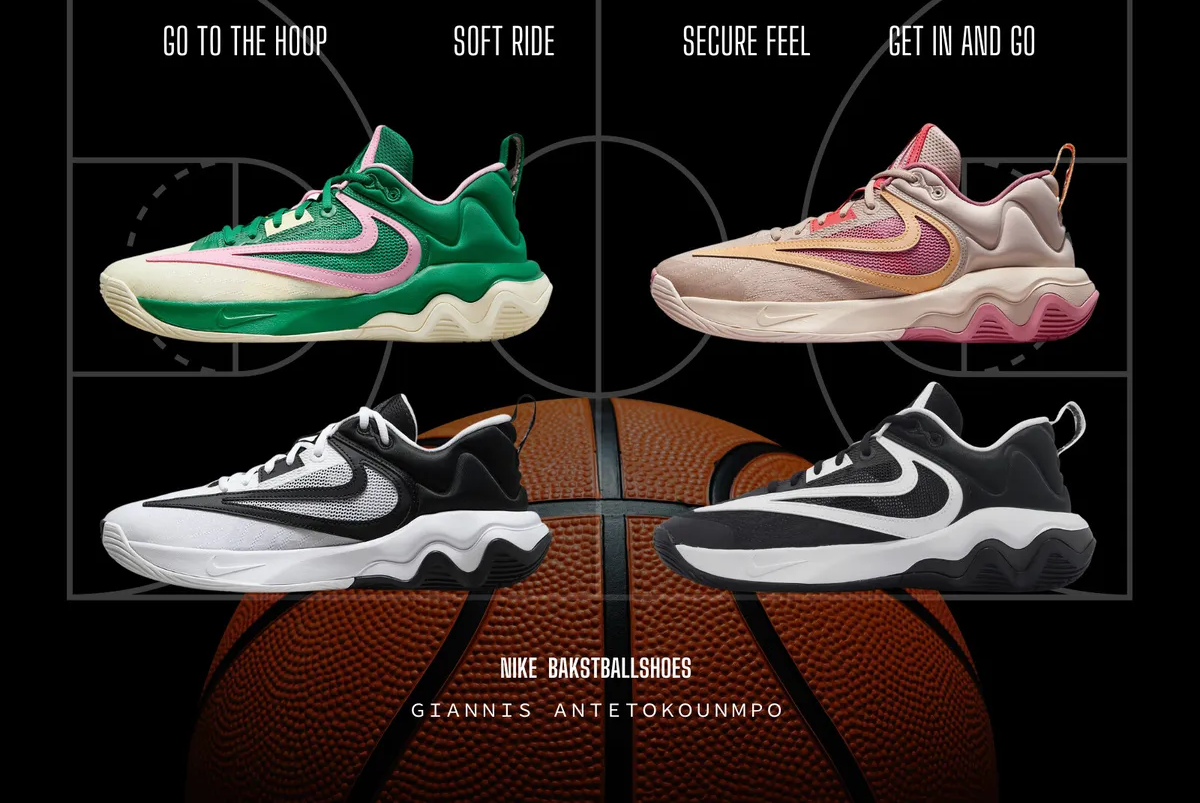 GO TO THE HOOP SOFT RIDE SECURE FEEL GET IN AND GO
NIKE BAKSTBALLSHOES
GIANNIS ANTETOKOUNMPO